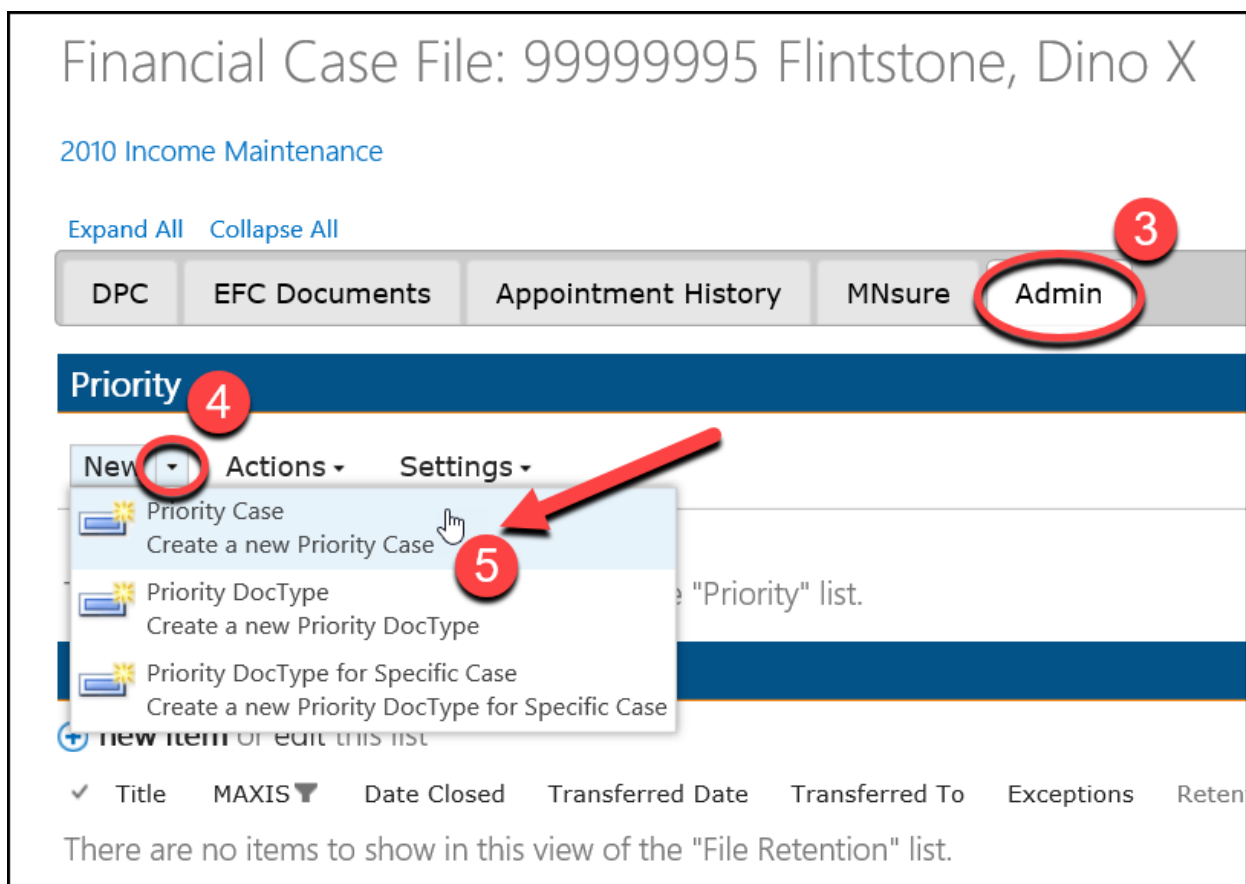 Financial Case File: 99999995 Flintstone, Dino X
2010 Income Maintenance
Expand All Collapse All
3
DPC EFC Documents Appointment History MNsure Admin
Priority
4
New Actions Settings
Priority Case
Create a new Priority Case
5
Priority DocType
"Priority" list.
Create a new Priority DocType
Priority DocType for Specific Case
Create a new Priority DocType for Specific Case
new item or edit this list
Title MAXIS Date Closed Transferred Date Transferred To Exceptions Reten
There are no items to show in this view of the "File Retention" list.